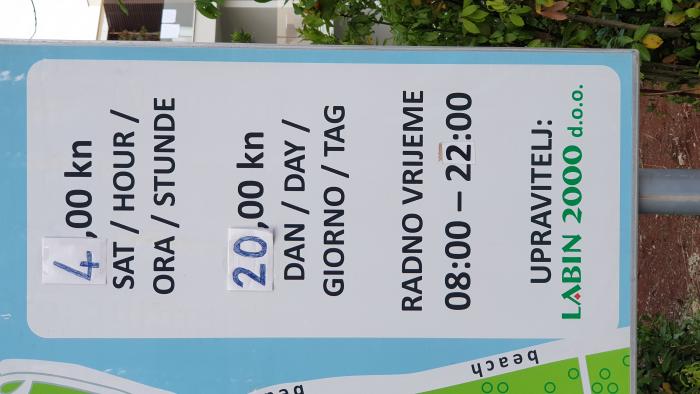 4,00 kn
SAT / HOUR /
ORA / STUNDE
20,00 kn
DAN / DAY /
GIORNO / TAG
RADNO VRIJEME
08:00 – 22:00
UPRAVITELJ:
LABIN 2000 d.o.o.
beach